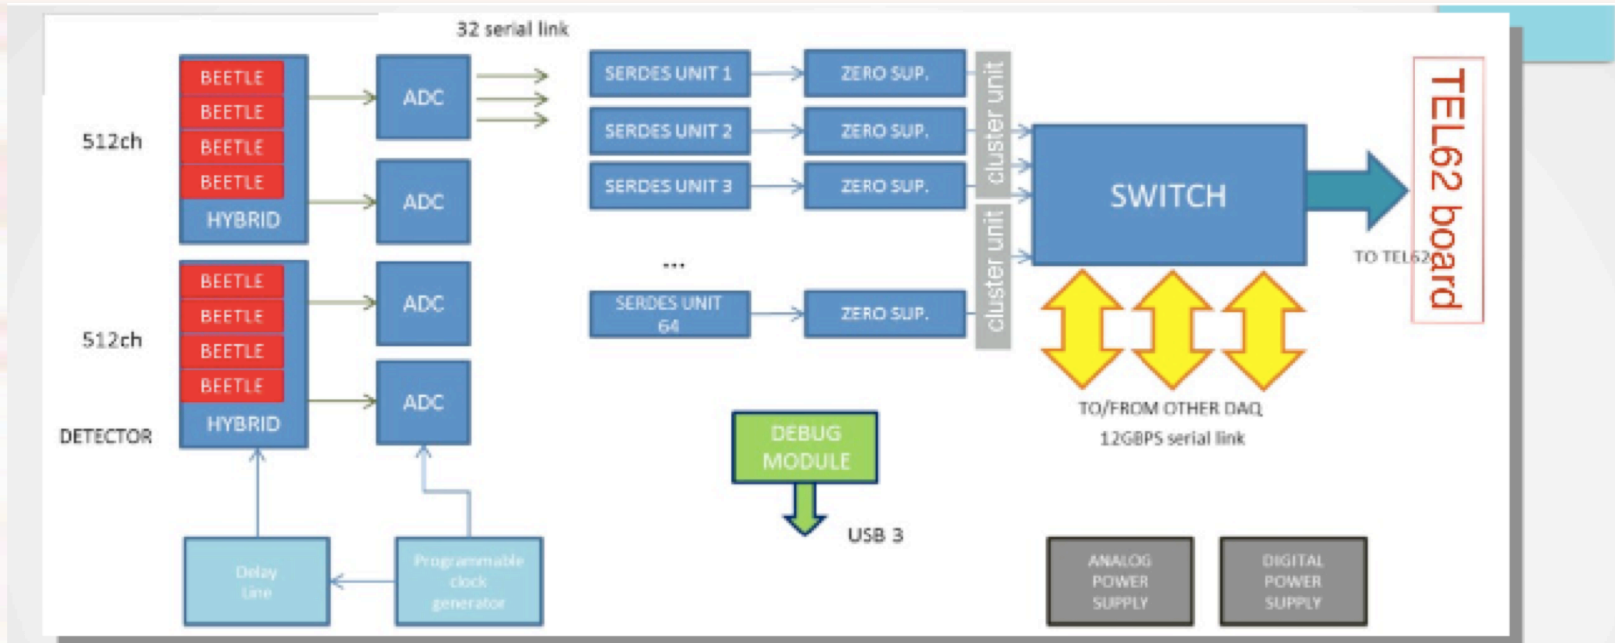 32 serial link
BEETLE
BEETLE
BEETLE
BEETLE
HYBRID
512ch
ADC
ADC
BEETLE
BEETLE
BEETLE
BEETLE
HYBRID
512ch
DETECTOR
ADC
ADC
Delay
Line
Programmable
clock
generator
SERDES UNIT 1
ZERO SUP.
SERDES UNIT 2
ZERO SUP.
SERDES UNIT 3
ZERO SUP.
...
SERDES UNIT
64
ZERO SUP.
cluster unit
cluster unit
SWITCH
TO TEL62
TEL62 board
TO/FROM OTHER DAQ
12GBPS serial link
DEBUG
MODULE
USB 3
ANALOG
POWER
SUPPLY
DIGITAL
POWER
SUPPLY